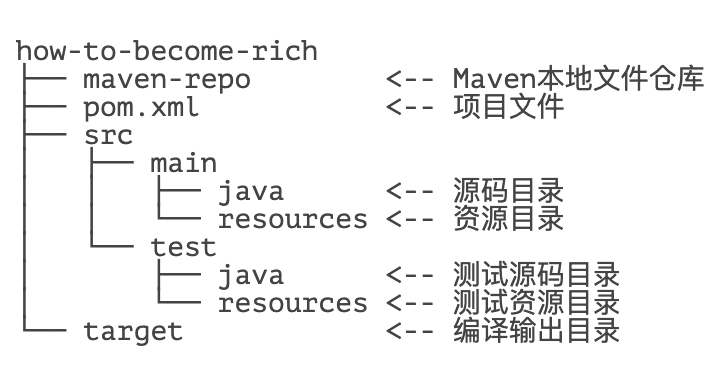 how-to-become-rich
├── maven-repo        <-- Maven本地文件仓库
├── pom.xml           <-- 项目文件
├── src
│   ├── main
│   │   ├── java      <-- 源码目录
│   │   └── resources <-- 资源目录
│   └── test
│       ├── java      <-- 测试源码目录
│       └── resources <-- 测试资源目录
└── target            <-- 编译输出目录